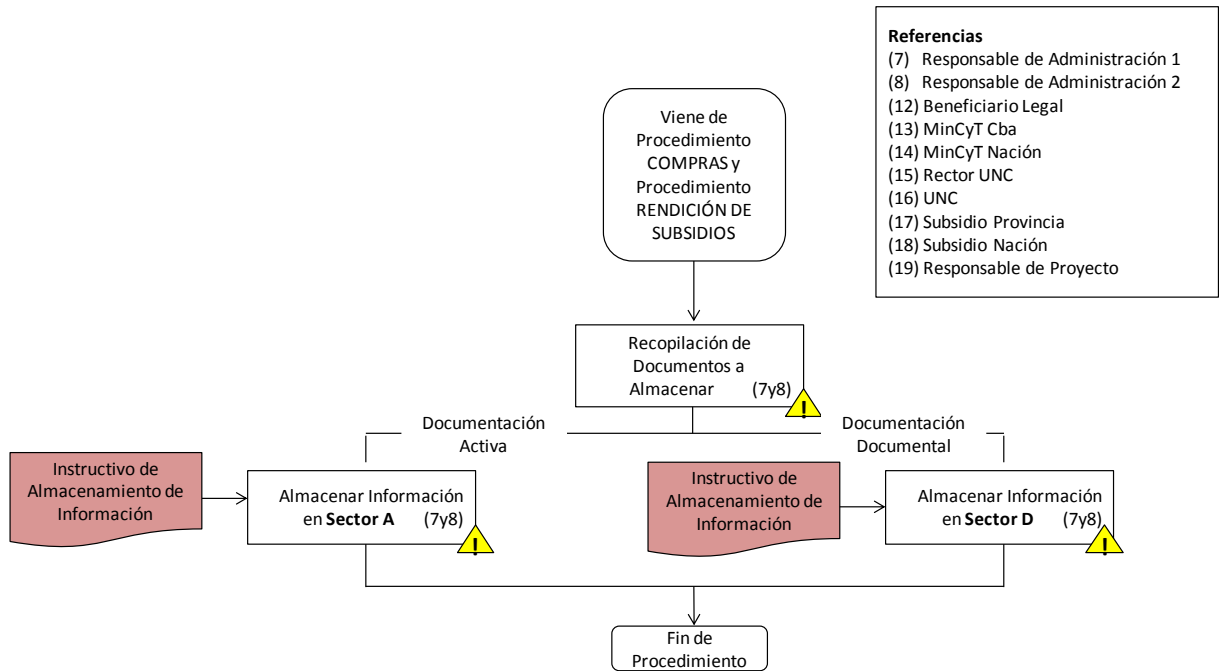 Referencias
(7) Responsable de Administración 1
(8) Responsable de Administración 2
(12) Beneficiario Legal
(13) MinCyT Cba
(14) MinCyT Nación
(15) Rector UNC
(16) UNC
(17) Subsidio Provincia
(18) Subsidio Nación
(19) Responsable de Proyecto
Viene de
Procedimiento
COMPRAS y
Procedimiento
RENDICIÓN DE
SUBSIDIOS
Recopilación de
Documentos a
Almacenar (7y8)
!
Documentación
Activa
Documentación
Documental
Instructivo de
Almacenamiento de
Información
Almacenar Información
en Sector A (7y8)
!
Instructivo de
Almacenamiento de
Información
Almacenar Información
en Sector D (7y8)
!
Fin de
Procedimiento